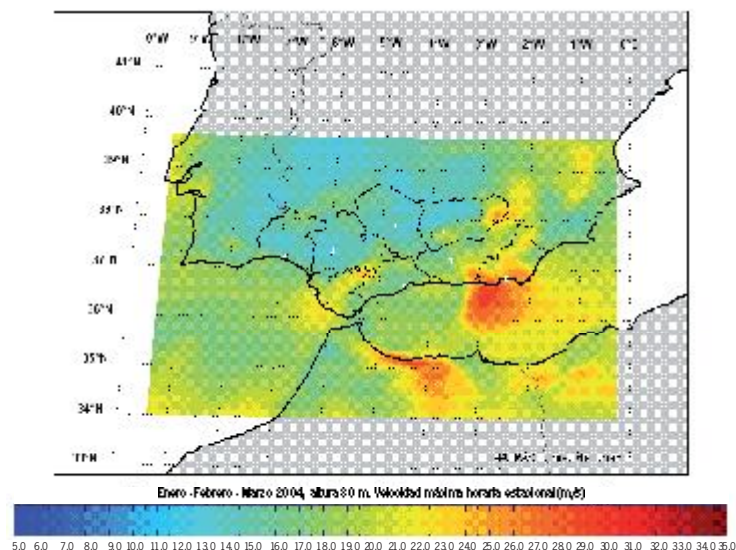 6°W 5°W 4°W 3°W 2°W 1°W 0°E
41°N
40°N
39°N
38°N
37°N
36°N
35°N
34°N
33°N
Enero - Febrero - Marzo 2004, altura 80 m. Velocidad máxima horaria estacional (m/s)
5.0 6.0 7.0 8.0 9.0 10.0 11.0 12.0 13.0 14.0 15.0 16.0 17.0 18.0 19.0 20.0 21.0 22.0 23.0 24.0 25.0 26.0 27.0 28.0 29.0 30.0 31.0 32.0 33.0 34.0 35.0